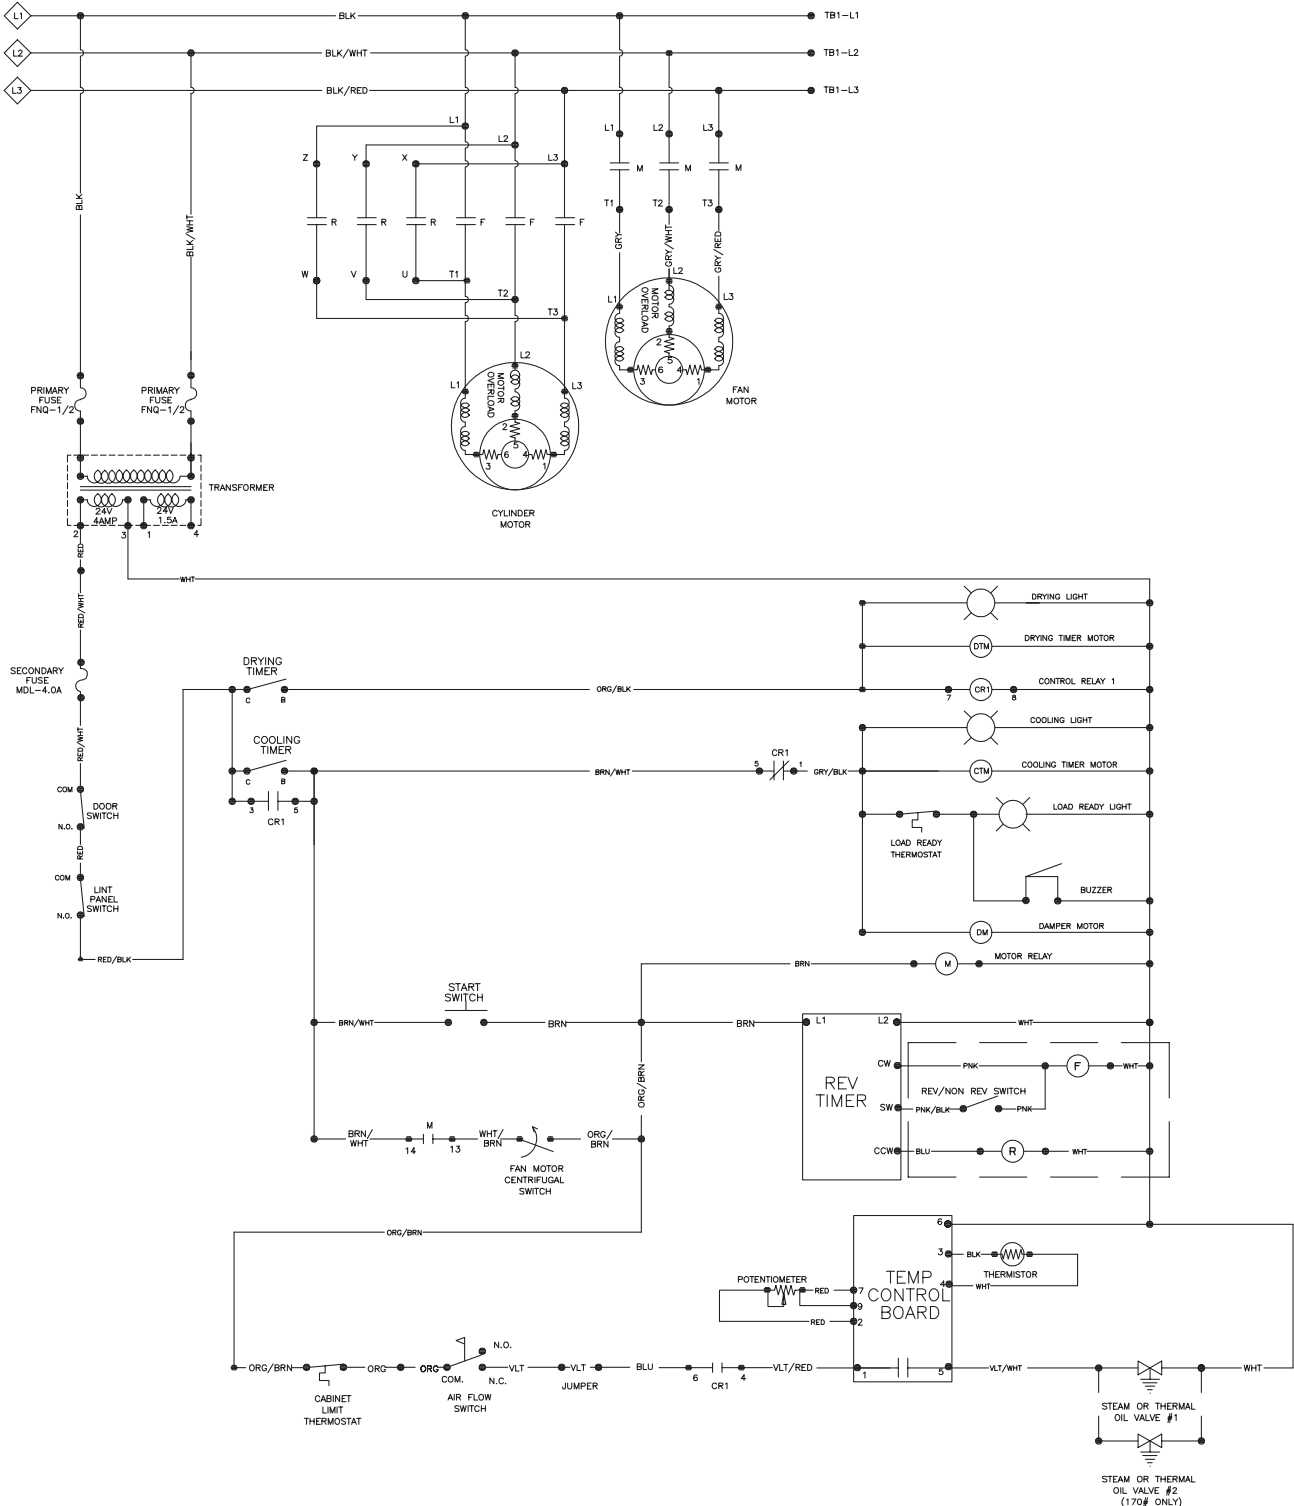 L1
BLK
TB1-L1
L2
BLK/WHT
TB1-L2
L3
BLK/RED
TB1-L3
L1
L2
L3
Z
Y
X
L1
L2
L3
BLK
BLK/WHT
R
R
R
F
F
F
M
M
M
T1
T2
T3
W
V
U
T1
T2
T3
GRY
GRY/WHT
GRY/RED
L1
L2
L3
MOTOR
OVERLOAD
2
5
3
6
4
1
FAN
MOTOR
L1
L2
L3
MOTOR
OVERLOAD
2
5
3
6
4
1
CYLINDER
MOTOR
PRIMARY
FUSE
FNQ-1/2
PRIMARY
FUSE
FNQ-1/2
TRANSFORMER
24V
4AMP
24V
1.5A
2
3
1
4
RED
WHT
RED/WHT
SECONDARY
FUSE
MDL-4.0A
RED/WHT
COM
DOOR
SWITCH
N.O.
RED
COM
LINT
PANEL
SWITCH
N.O.
RED/BLK
DRYING
TIMER
C
B
ORG/BLK
COOLING
TIMER
C
B
BRN/WHT
3
5
CR1
CR1
5
1
GRY/BLK
DRYING LIGHT
DTM
DRYING TIMER MOTOR
7
CR1
8
CONTROL RELAY 1
COOLING LIGHT
CTM
COOLING TIMER MOTOR
LOAD READY LIGHT
LOAD READY
THERMOSTAT
BUZZER
DM
DAMPER MOTOR
BRN
M
MOTOR RELAY
START
SWITCH
BRN/WHT
BRN
BRN
L1
L2
WHT
ORG/BRN
REV
TIMER
CW
PNK
F
WHT
REV/NON REV SWITCH
SW
PNK/BLK
PNK
CCW
BLU
R
WHT
BRN/
WHT
M
14
13
WHT/
BRN
ORG/
BRN
FAN MOTOR
CENTRIFUGAL
SWITCH
ORG/BRN
6
3
BLK
THERMISTOR
4
WHT
TEMP
CONTROL
BOARD
POTENTIOMETER
RED
7
9
RED
2
ORG/BRN
CABINET
LIMIT
THERMOSTAT
ORG
ORG
COM.
N.O.
N.C.
AIR FLOW
SWITCH
VLT
VLT
JUMPER
BLU
6
CR1
4
VLT/RED
1
5
VLT/WHT
WHT
STEAM OR THERMAL
OIL VALVE #1
STEAM OR THERMAL
OIL VALVE #2
(170# ONLY)